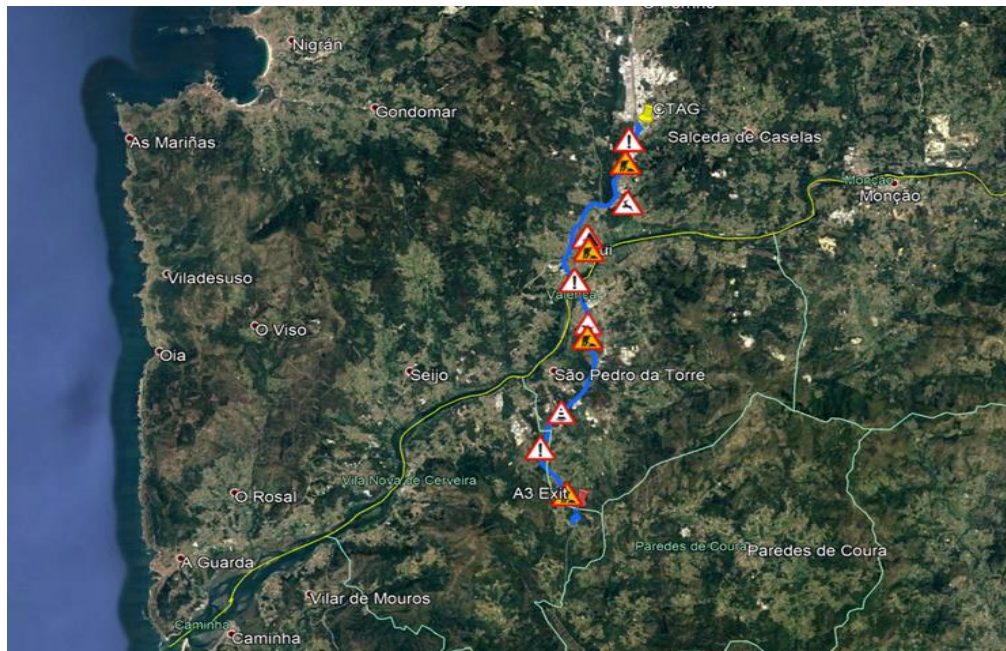 Nigrán
Gondomar
CTAG
As Mariñas
Salceda de Caselas
Monção
Monção
Viladesuso
Valença
O Viso
Oia
Seijo
São Pedro da Torre
Vila Nova de Cerveira
O Rosal
A3 Exit
Paredes de Coura
Paredes de Coura
A Guarda
Vilar de Mouros
Caminha
Caminha